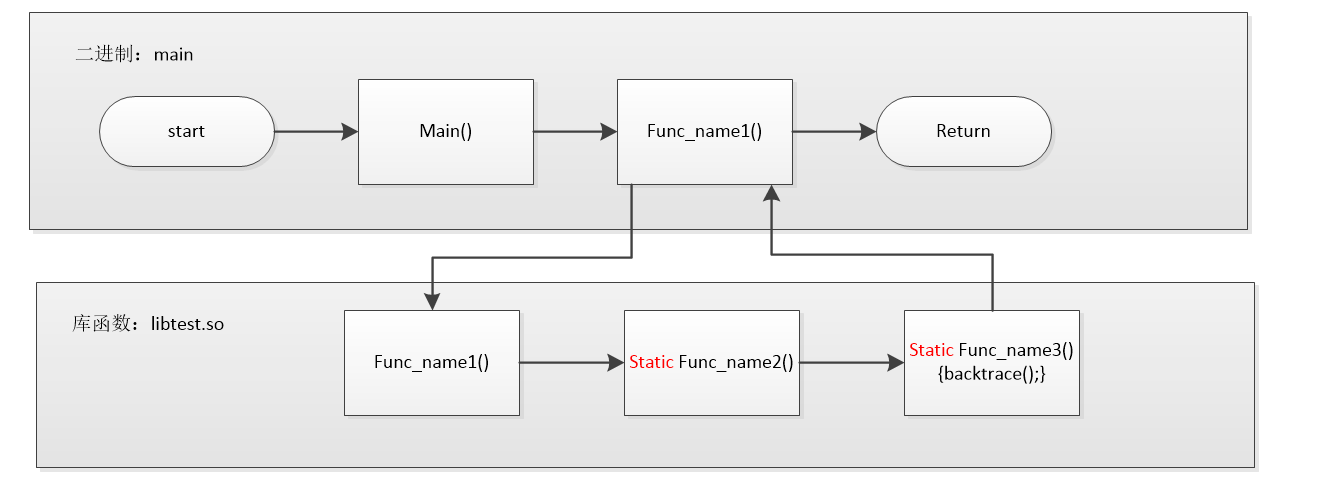 二进制：main
start
Main()
Func_name1()
Return
库函数：libtest.so
Func_name1()
Static Func_name2()
Static Func_name3()
{backtrace();}